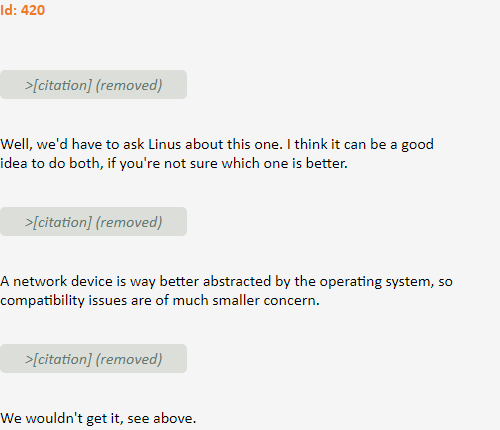 Id: 420
>[citation] (removed)
Well, we'd have to ask Linus about this one. I think it can be a good
idea to do both, if you're not sure which one is better.
>[citation] (removed)
A network device is way better abstracted by the operating system, so
compatibility issues are of much smaller concern.
>[citation] (removed)
We wouldn't get it, see above.